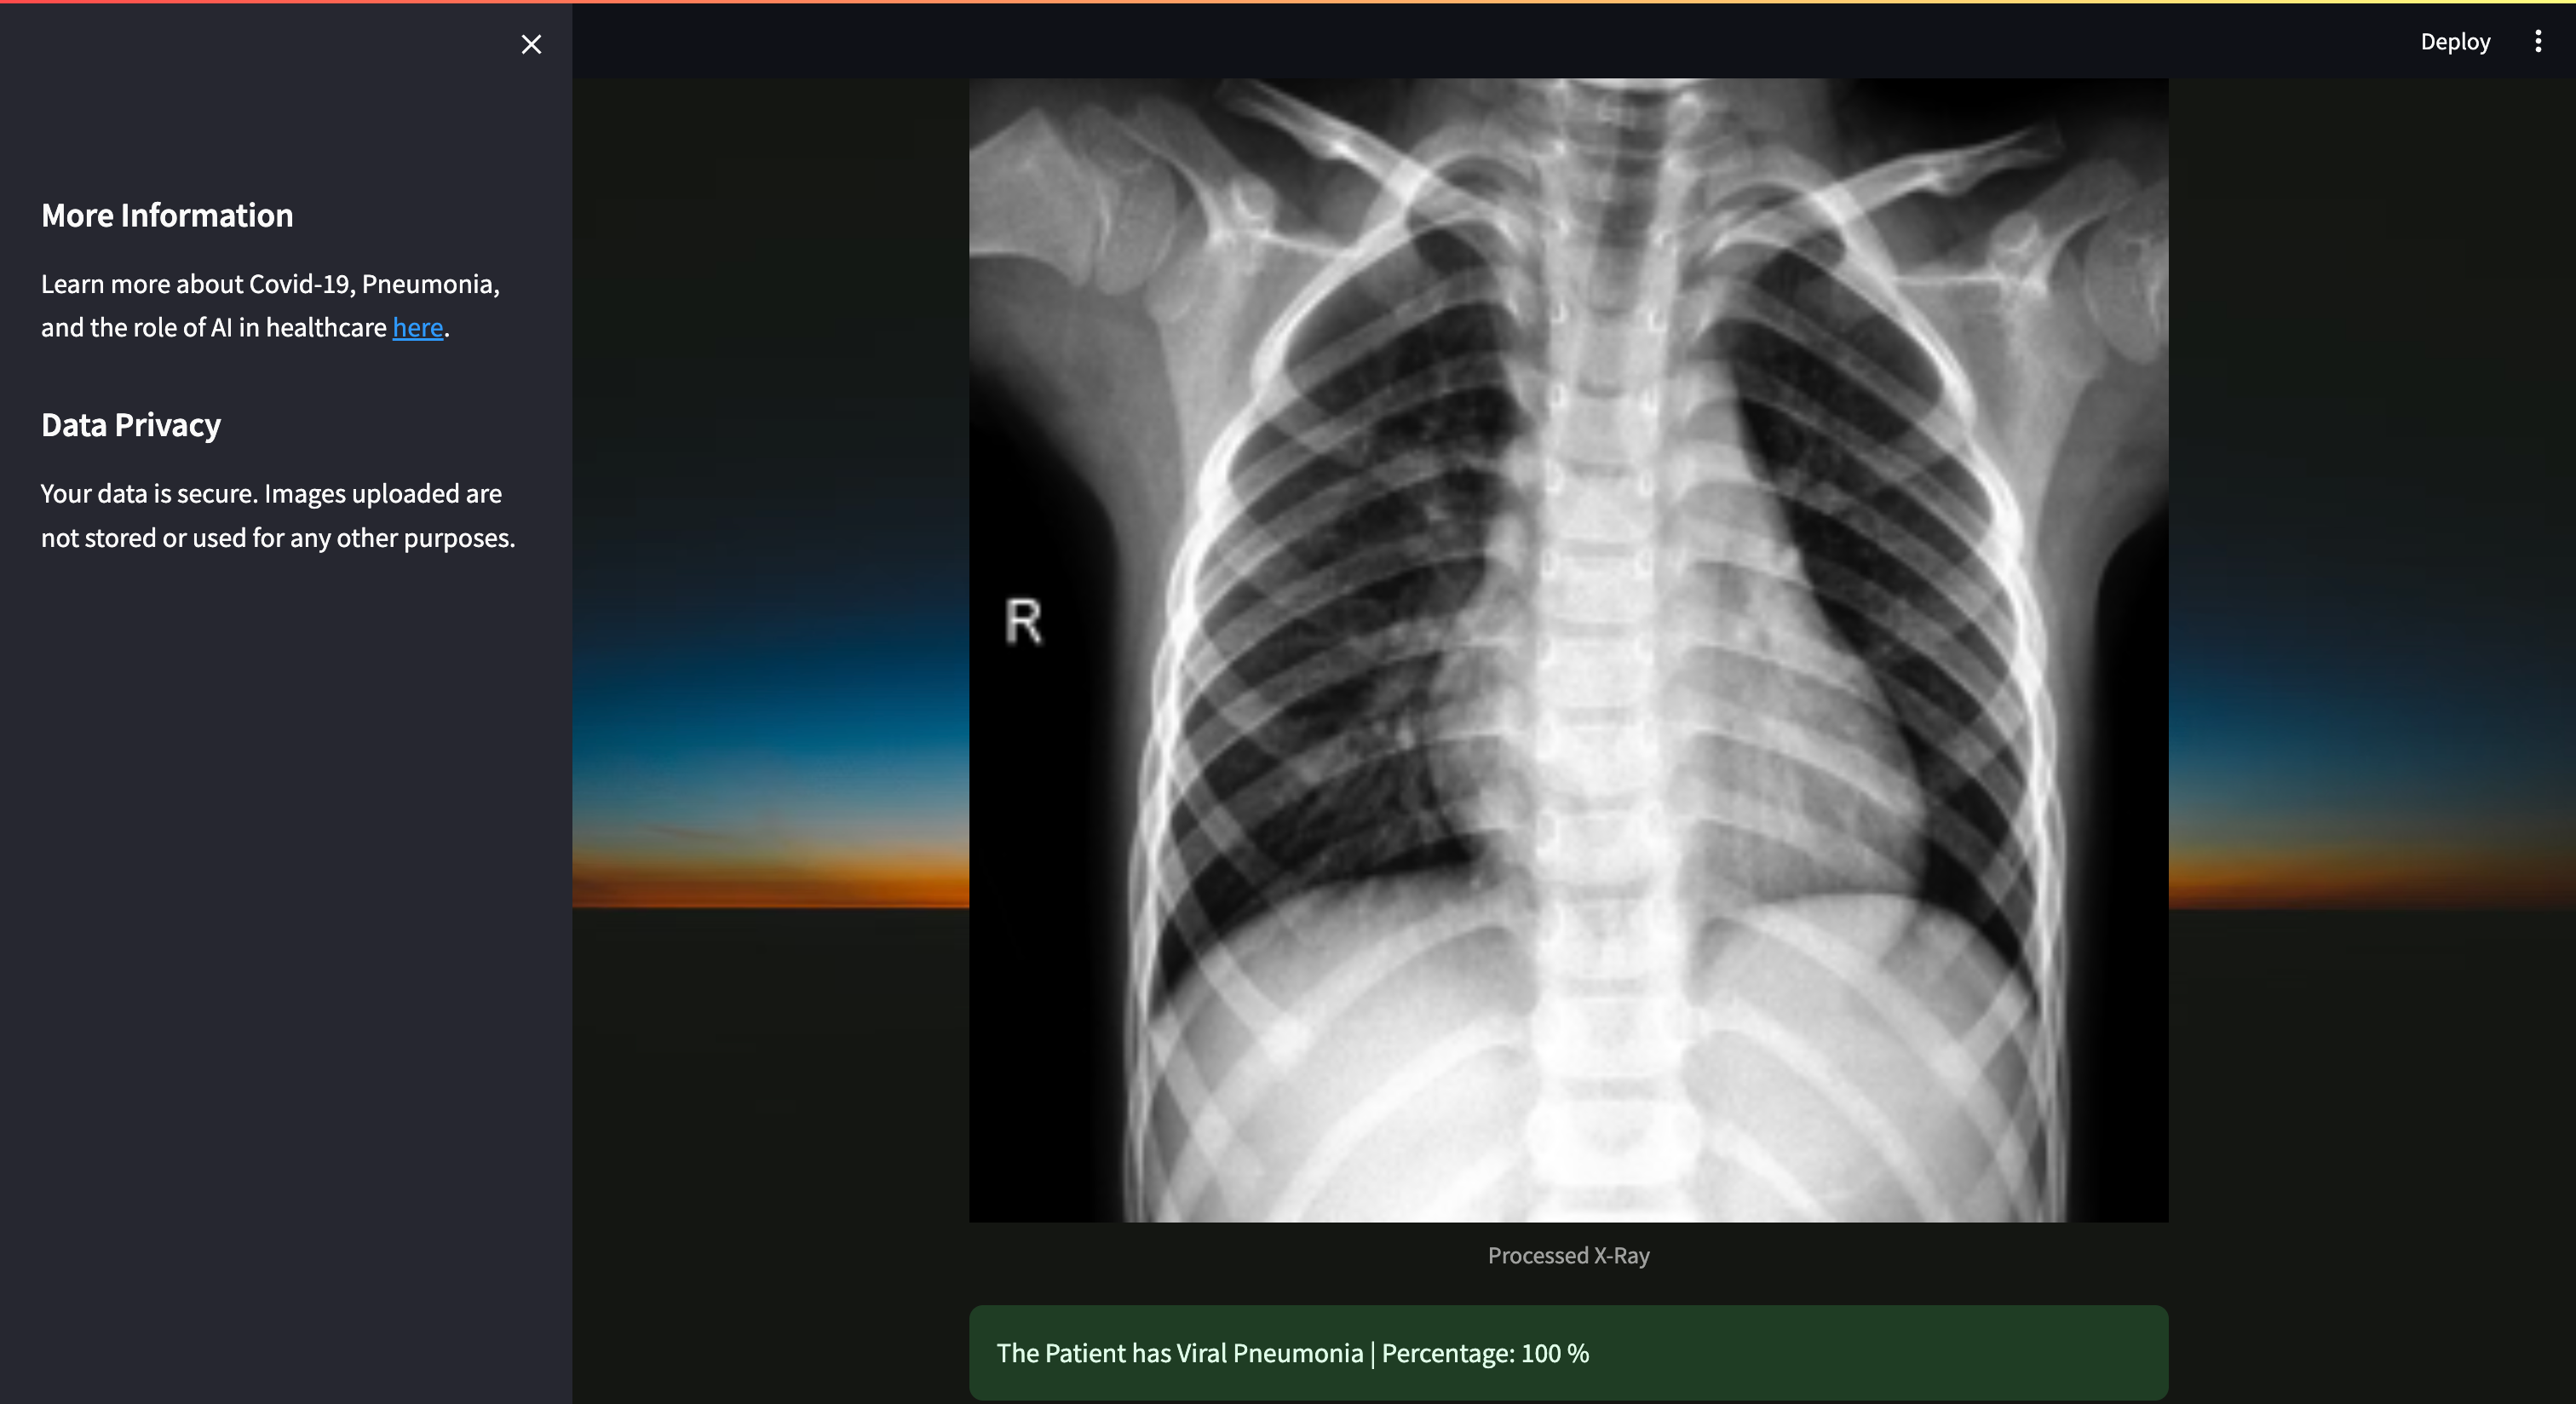 Deploy
More Information
Learn more about Covid-19, Pneumonia,
and the role of AI in healthcare here.
Data Privacy
Your data is secure. Images uploaded are
not stored or used for any other purposes.
R
Processed X-Ray
The Patient has Viral Pneumonia | Percentage: 100 %